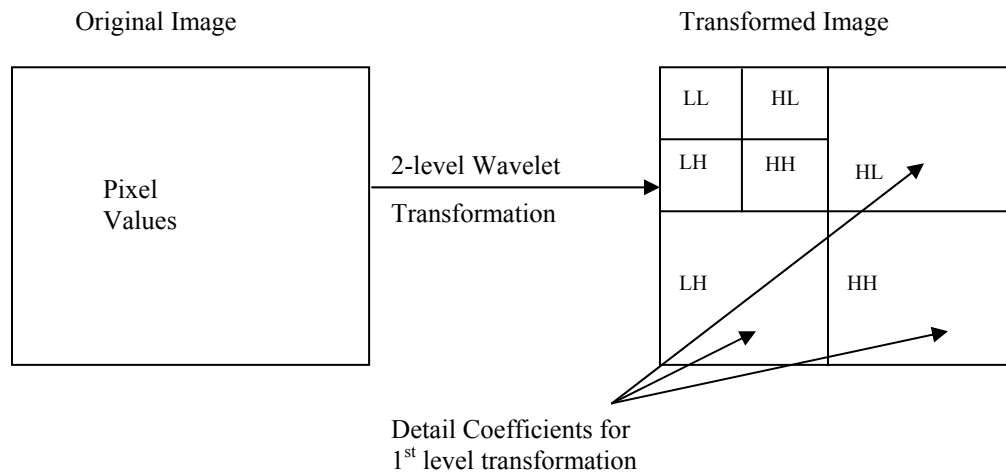 Original Image
Transformed Image
Pixel
Values
2-level Wavelet
Transformation
LL
HL
LH
HH
HL
LH
HH
Detail Coefficients for
1st level transformation